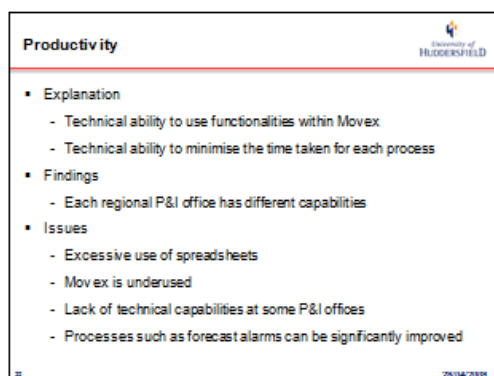 Productivity
University of
HUDDERSFIELD
▪ Explanation
- Technical ability to use functionalities within Movex
- Technical ability to minimise the time taken for each process
▪ Findings
- Each regional P&I office has different capabilities
▪ Issues
- Excessive use of spreadsheets
- Movex is underused
- Lack of technical capabilities at some P&I offices
- Processes such as forecast alarms can be significantly improved